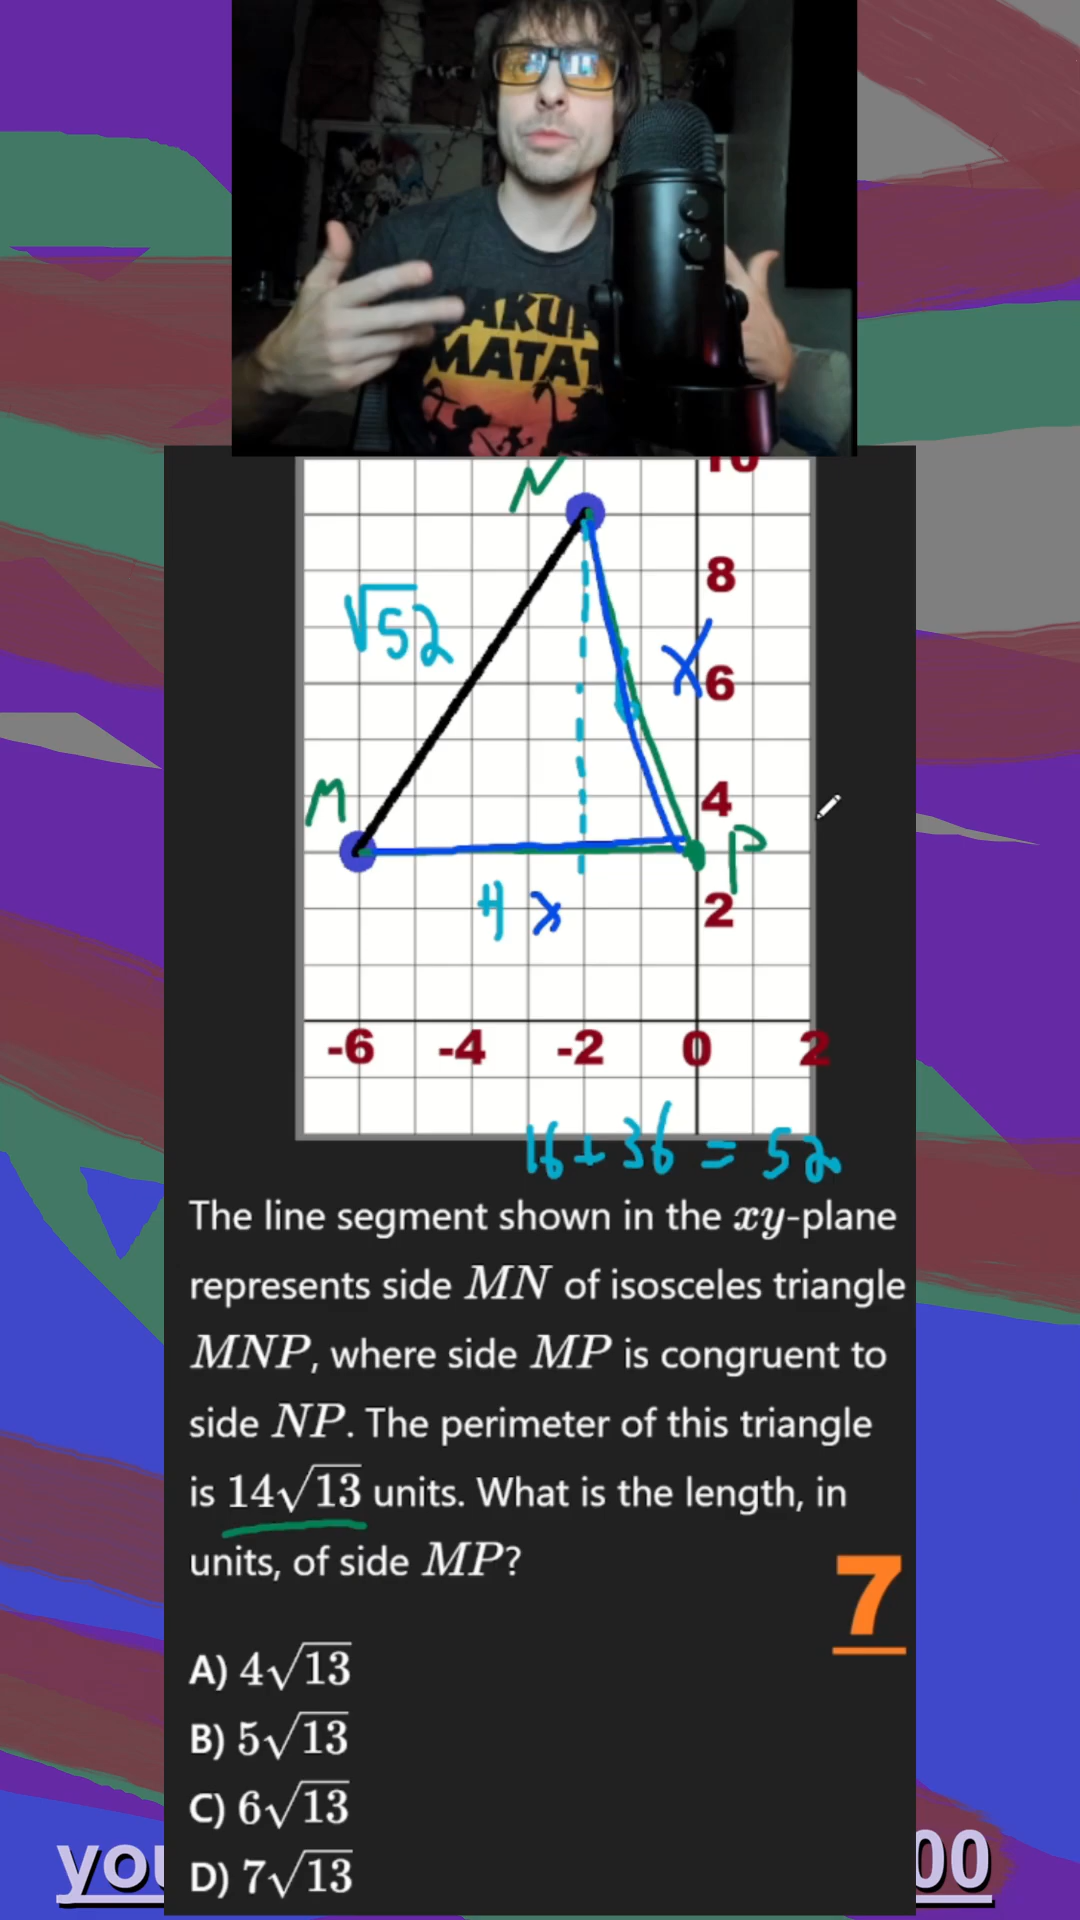 MATAT
N
10
8
√52
X
6
M
4
P
4 x
2
-6 -4 -2 0 2
16 + 36 = 52
The line segment shown in the xy-plane
represents side MN of isosceles triangle
MNP, where side MP is congruent to
side NP. The perimeter of this triangle
is 14√13 units. What is the length, in
units, of side MP?
7
A) 4√13
B) 5√13
C) 6√13
D) 7√13
you
00